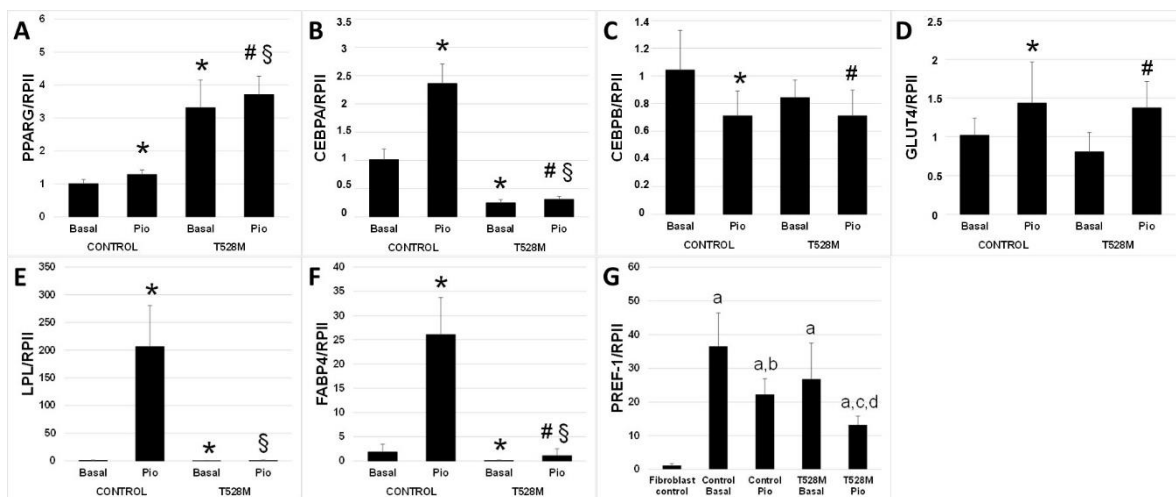 A
PPARG/RPII
6
5
4
3
2
1
0
*
*
# §
Basal
Pio
Basal
Pio
CONTROL
T528M
B
CEBPA/RPII
3.5
3
2.5
2
1.5
1
0.5
0
*
*
# §
Basal
Pio
Basal
Pio
CONTROL
T528M
C
CEBPB/RPII
1.4
1.2
1
0.8
0.6
0.4
0.2
0
*
#
Basal
Pio
Basal
Pio
CONTROL
T528M
D
GLUT4/RPII
2.5
2
1.5
1
0.5
0
*
#
Basal
Pio
Basal
Pio
CONTROL
T528M
E
LPL/RPII
350
300
250
200
150
100
50
0
*
*
§
Basal
Pio
Basal
Pio
CONTROL
T528M
F
FABP4/RPII
40
35
30
25
20
15
10
5
0
*
*
# §
Basal
Pio
Basal
Pio
CONTROL
T528M
G
PREF-1/RPII
50
40
30
20
10
0
a
a,b
a
a,c,d
Fibroblast
control
Control
Basal
Control
Pio
T528M
Basal
T528M
Pio